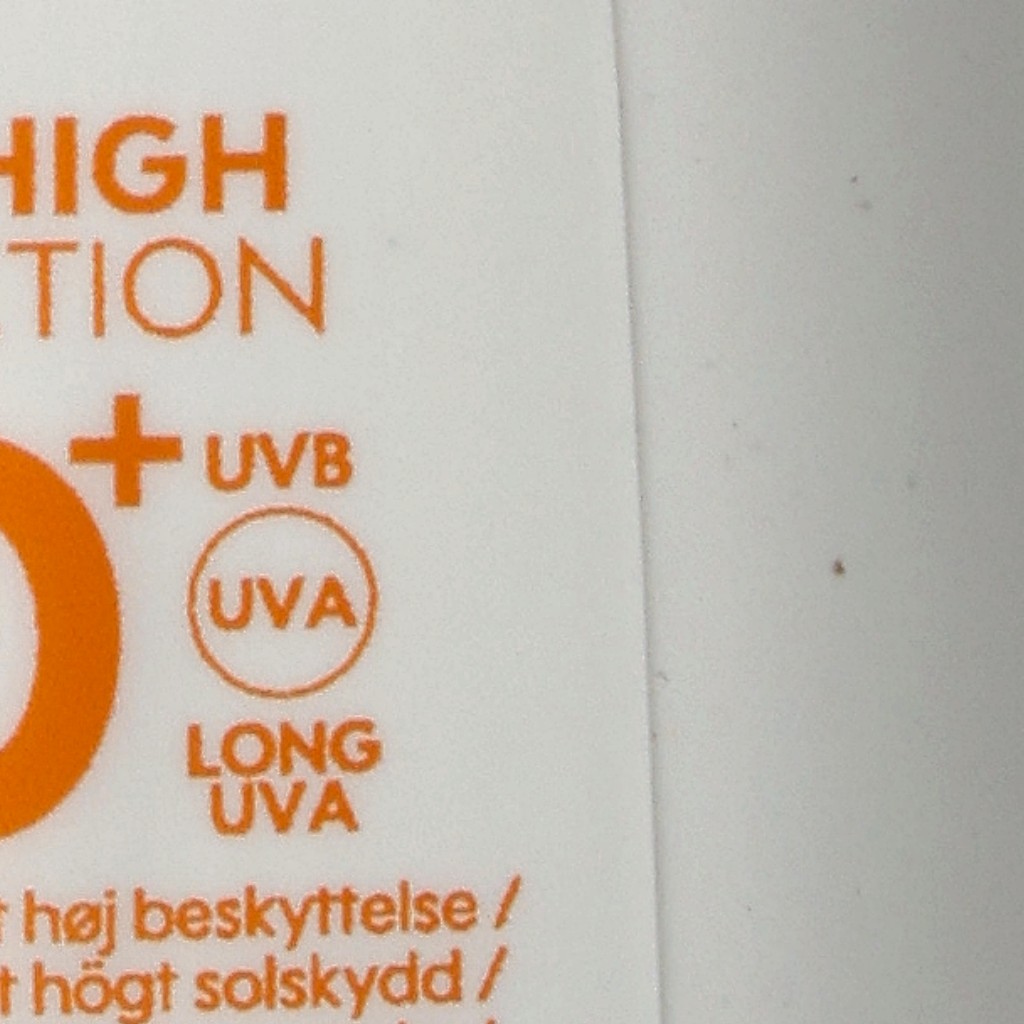 HIGH
TION
+ UVB
UVA
LONG
UVA
høj beskyttelse /
t högt solskydd /